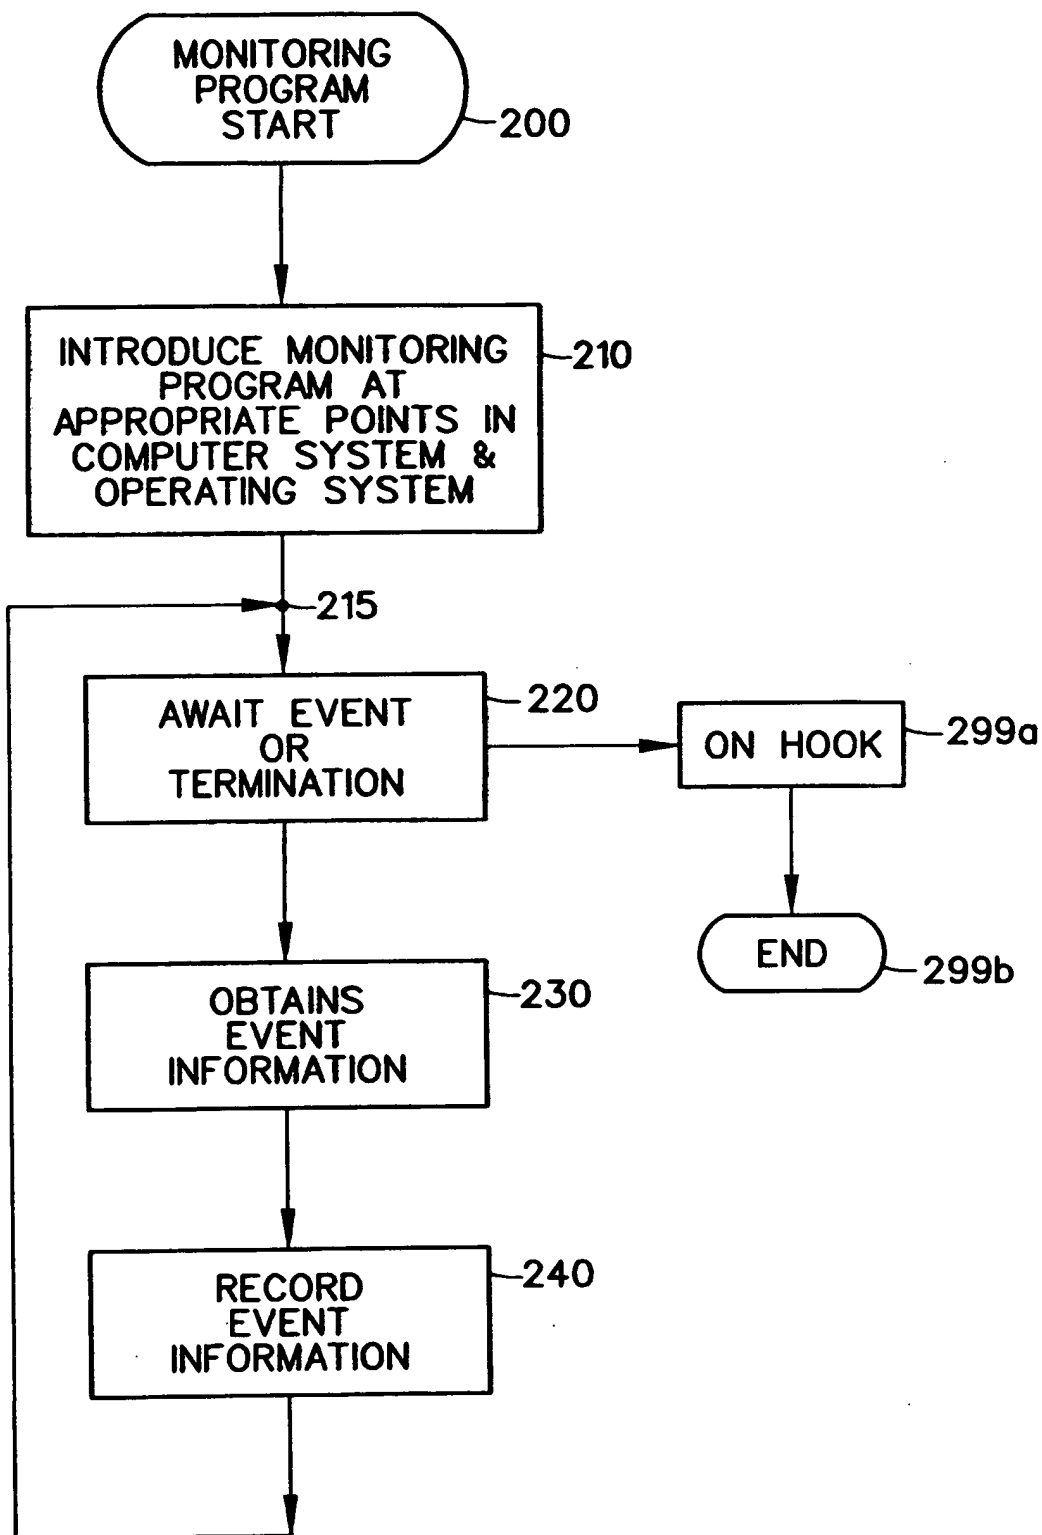 MONITORING
PROGRAM
START
200
INTRODUCE MONITORING
PROGRAM AT
APPROPRIATE POINTS IN
COMPUTER SYSTEM &
OPERATING SYSTEM
210
215
AWAIT EVENT
OR
TERMINATION
220
ON HOOK
299a
END
299b
OBTAINS
EVENT
INFORMATION
230
RECORD
EVENT
INFORMATION
240